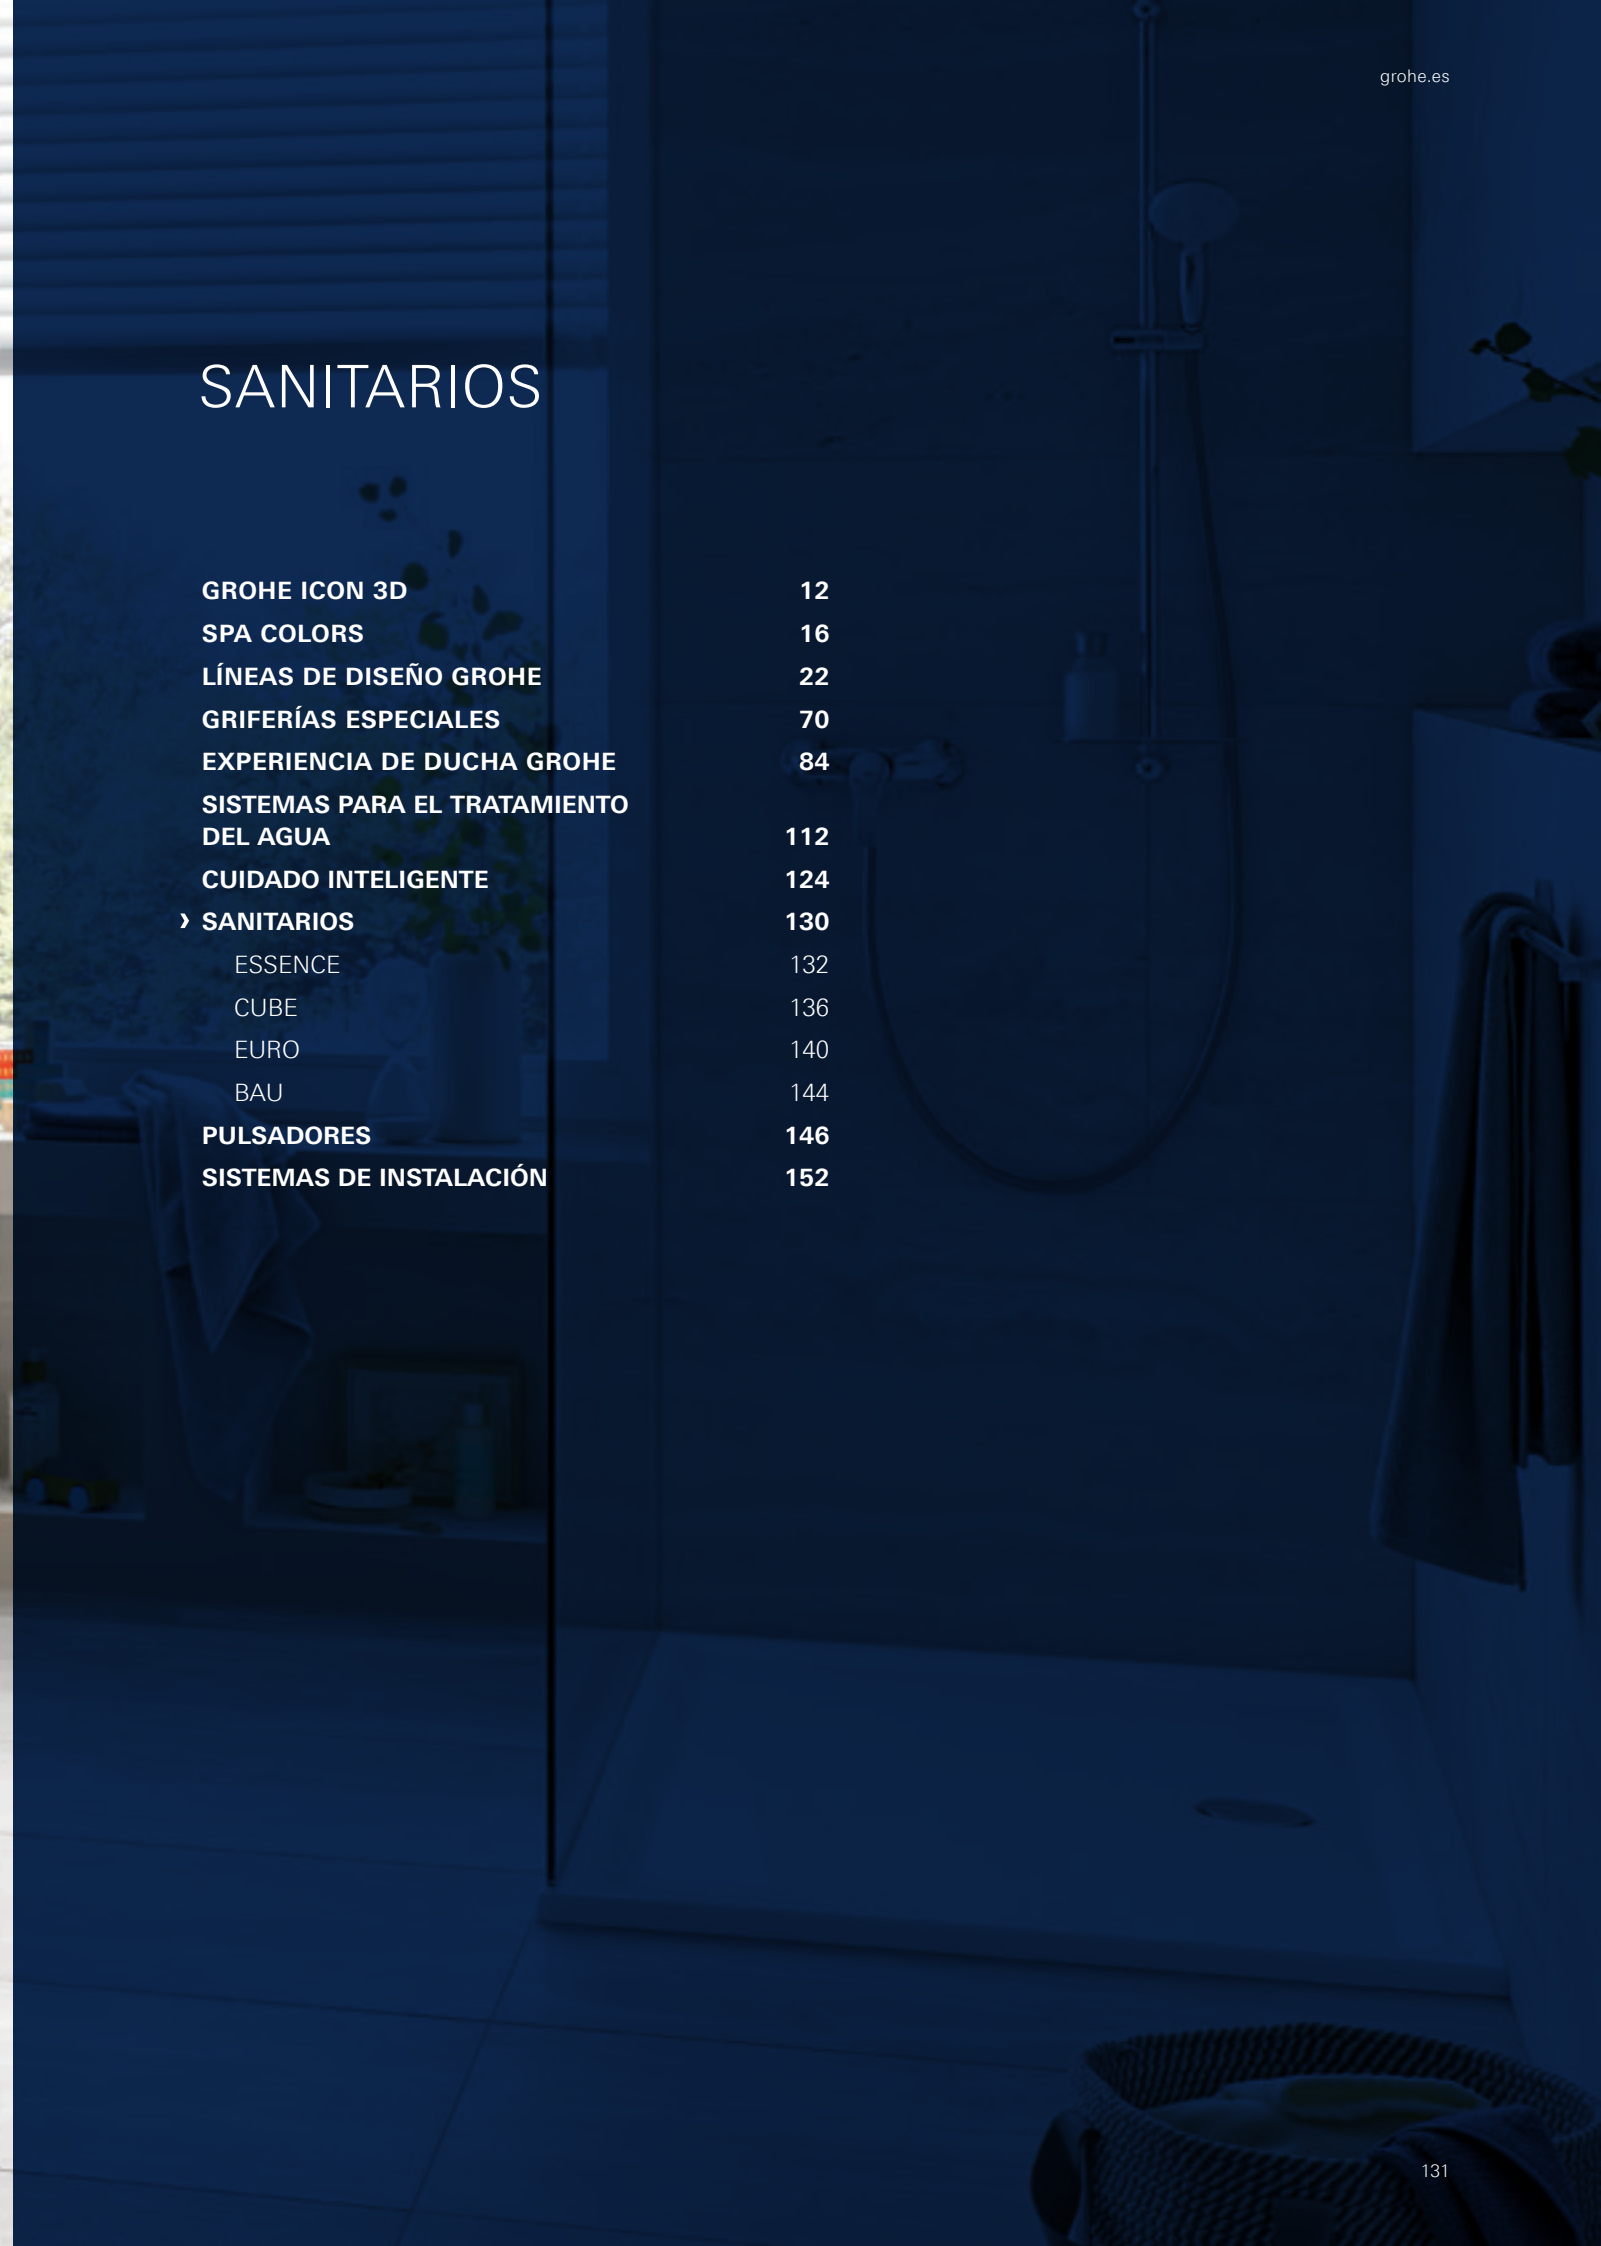 grohe.es
SANITARIOS
GROHE ICON 3D 12
SPA COLORS 16
LÍNEAS DE DISEÑO GROHE 22
GRIFERÍAS ESPECIALES 70
EXPERIENCIA DE DUCHA GROHE 84
SISTEMAS PARA EL TRATAMIENTO
DEL AGUA 112
CUIDADO INTELIGENTE 124
› SANITARIOS 130
ESSENCE 132
CUBE 136
EURO 140
BAU 144
PULSADORES 146
SISTEMAS DE INSTALACIÓN 152
131